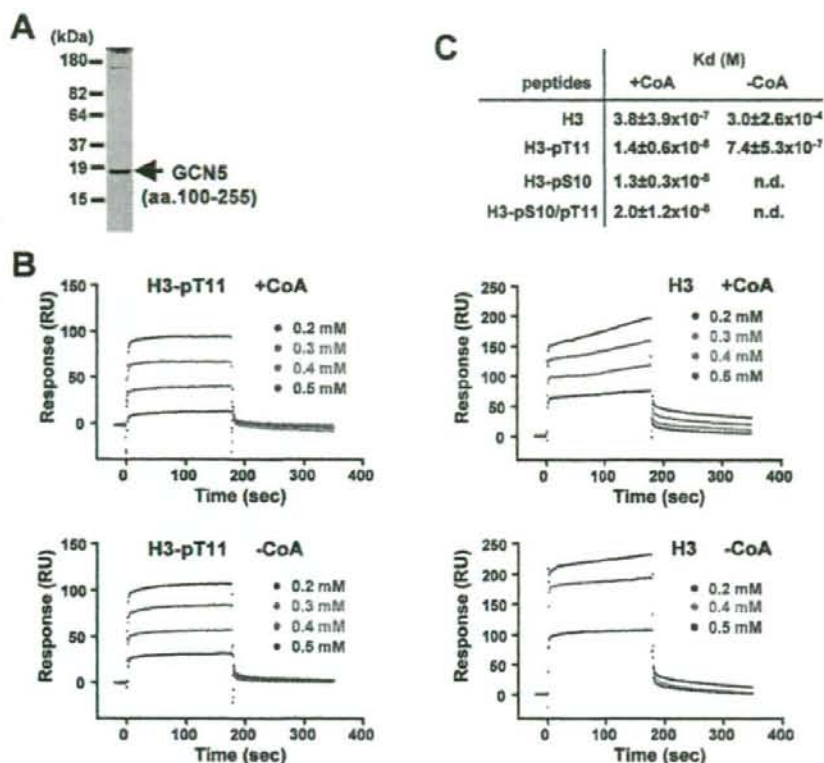 A
(kDa)
180
82
64
37
19
15
GCN5
(aa.100-255)
C
Kd (M)
peptides +CoA -CoA
H3 3.8±3.9x10⁻⁷ 3.0±2.6x10⁻⁴
H3-pT11 1.4±0.6x10⁻⁸ 7.4±5.3x10⁻⁷
H3-pS10 1.3±0.3x10⁻⁸ n.d.
H3-pS10/pT11 2.0±1.2x10⁻⁸ n.d.
B
H3-pT11 +CoA
Response (RU)
150
100
50
0
0.2 mM
0.3 mM
0.4 mM
0.5 mM
0 100 200 300 400
Time (sec)
H3 +CoA
Response (RU)
250
200
150
100
50
0
0.2 mM
0.3 mM
0.4 mM
0.5 mM
0 100 200 300 400
Time (sec)
H3-pT11 -CoA
Response (RU)
150
100
50
0
0.2 mM
0.3 mM
0.4 mM
0.5 mM
0 100 200 300 400
Time (sec)
H3 -CoA
Response (RU)
250
200
150
100
50
0
0.2 mM
0.4 mM
0.5 mM
0 100 200 300 400
Time (sec)